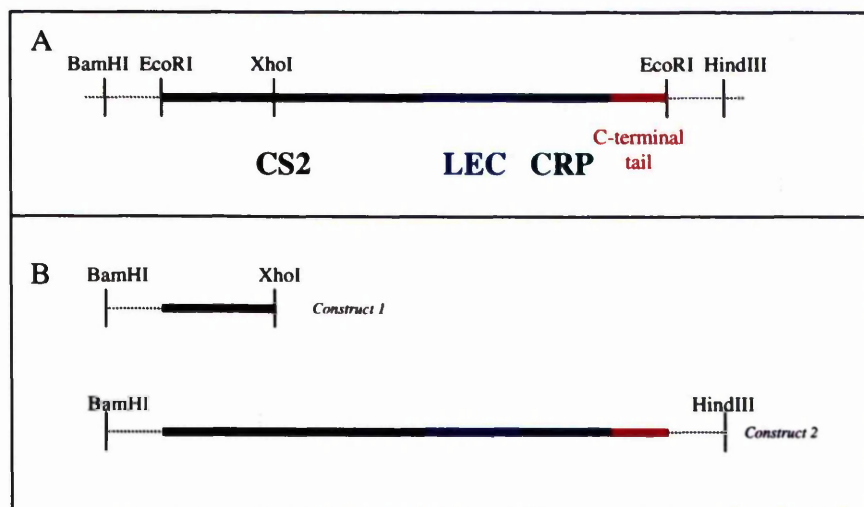 A
BamHI EcoRI XhoI EcoRI HindIII
C-terminal
CS2 LEC CRP tail
B
BamHI XhoI
Construct 1
BamHI HindIII
Construct 2